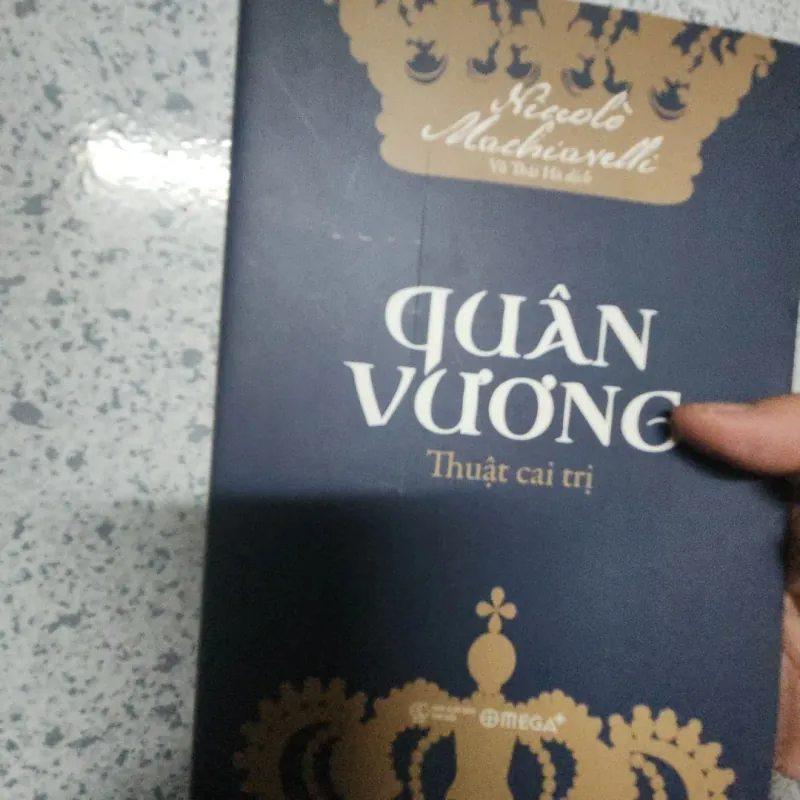 Niccolò
Machiavelli
Vũ Thái Hà dịch
QUÂN
VƯƠNG
Thuật cai trị
OMEGA+